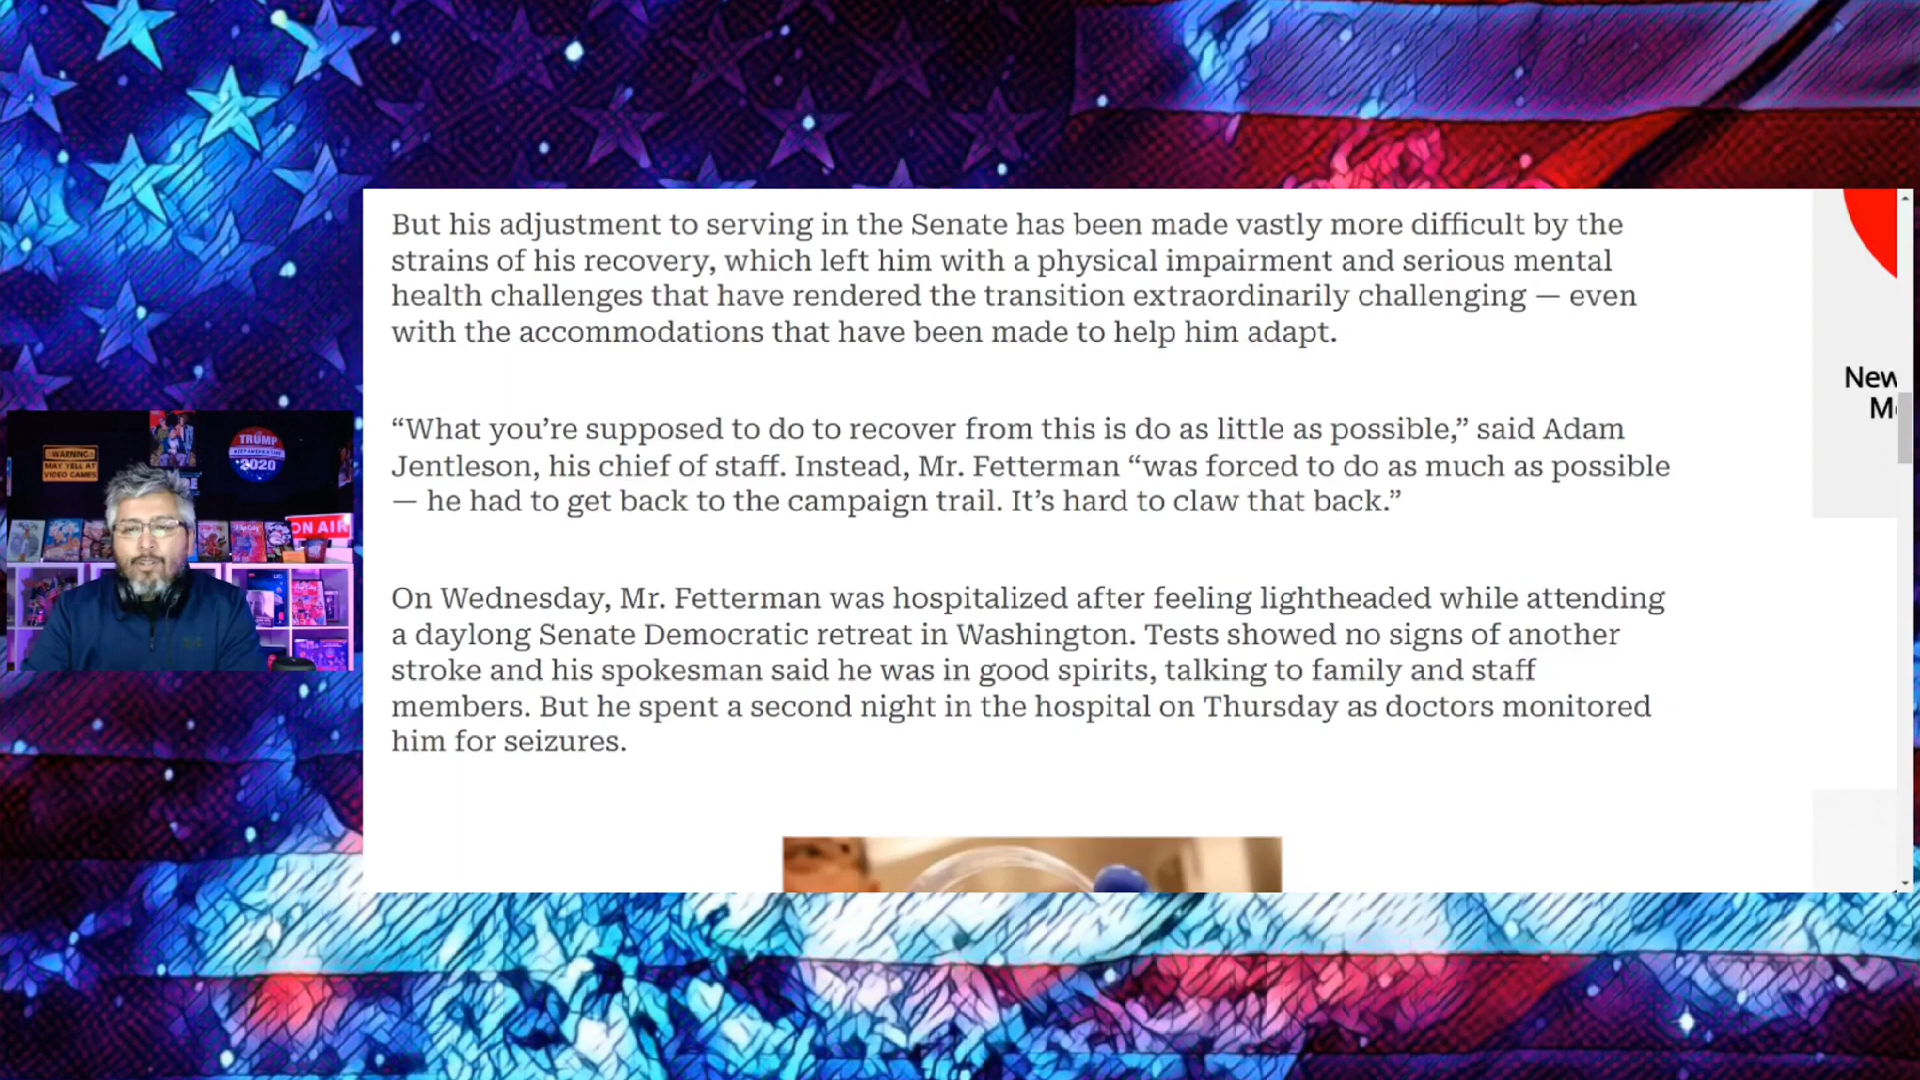 But his adjustment to serving in the Senate has been made vastly more difficult by the
strains of his recovery, which left him with a physical impairment and serious mental
health challenges that have rendered the transition extraordinarily challenging — even
with the accommodations that have been made to help him adapt.
“What you’re supposed to do to recover from this is do as little as possible,” said Adam
Jentleson, his chief of staff. Instead, Mr. Fetterman “was forced to do as much as possible
— he had to get back to the campaign trail. It’s hard to claw that back.”
On Wednesday, Mr. Fetterman was hospitalized after feeling lightheaded while attending
a daylong Senate Democratic retreat in Washington. Tests showed no signs of another
stroke and his spokesman said he was in good spirits, talking to family and staff
members. But he spent a second night in the hospital on Thursday as doctors monitored
him for seizures.
New
M
WARNING
MAY YELL AT
VIDEO GAMES
TRUMP
2020
ON AIR